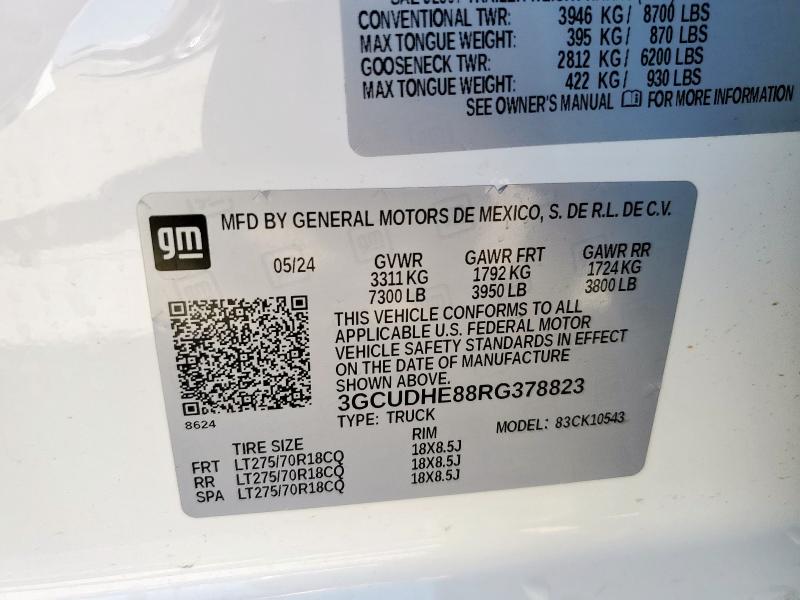 CONVENTIONAL TWR: 3946 KG/ 8700 LBS
MAX TONGUE WEIGHT: 395 KG/ 870 LBS
GOOSENECK TWR: 2812 KG/ 6200 LBS
MAX TONGUE WEIGHT: 422 KG/ 930 LBS
SEE OWNER'S MANUAL FOR MORE INFORMATION
gm
MFD BY GENERAL MOTORS DE MEXICO, S. DE R.L. DE C.V.
05/24 GVWR GAWR FRT GAWR RR
3311 KG 1792 KG 1724 KG
7300 LB 3950 LB 3800 LB
THIS VEHICLE CONFORMS TO ALL
APPLICABLE U.S. FEDERAL MOTOR
VEHICLE SAFETY STANDARDS IN EFFECT
ON THE DATE OF MANUFACTURE
SHOWN ABOVE.
3GCUDHE88RG378823
8624
TYPE: TRUCK MODEL: 83CK10543
TIRE SIZE RIM
FRT LT275/70R18CQ 18X8.5J
RR LT275/70R18CQ 18X8.5J
SPA LT275/70R18CQ 18X8.5J